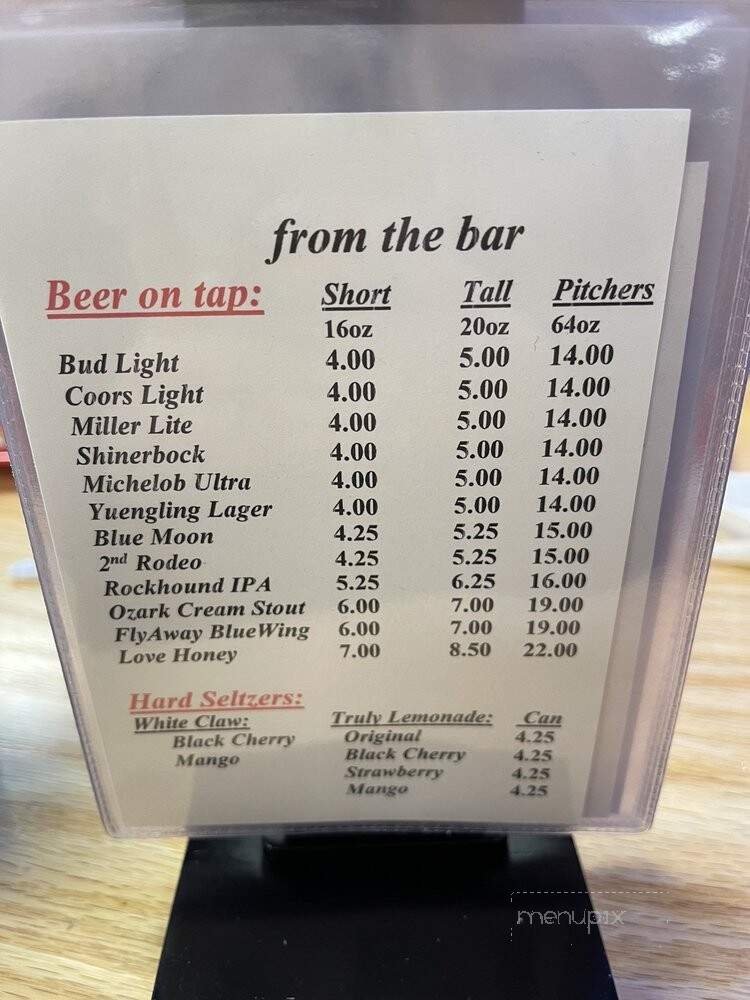 from the bar
Beer on tap: Short Tall Pitchers
16oz 20oz 64oz
Bud Light 4.00 5.00 14.00
Coors Light 4.00 5.00 14.00
Miller Lite 4.00 5.00 14.00
Shinerbock 4.00 5.00 14.00
Michelob Ultra 4.00 5.00 14.00
Yuengling Lager 4.00 5.00 14.00
Blue Moon 4.25 5.25 15.00
2nd Rodeo 4.25 5.25 15.00
Rockhound IPA 5.25 6.25 16.00
Ozark Cream Stout 6.00 7.00 19.00
FlyAway BlueWing 6.00 7.00 19.00
Love Honey 7.00 8.50 22.00
Hard Seltzers:
White Claw: Truly Lemonade: Can
Black Cherry Original 4.25
Mango Black Cherry 4.25
Strawberry 4.25
Mango 4.25
menupix